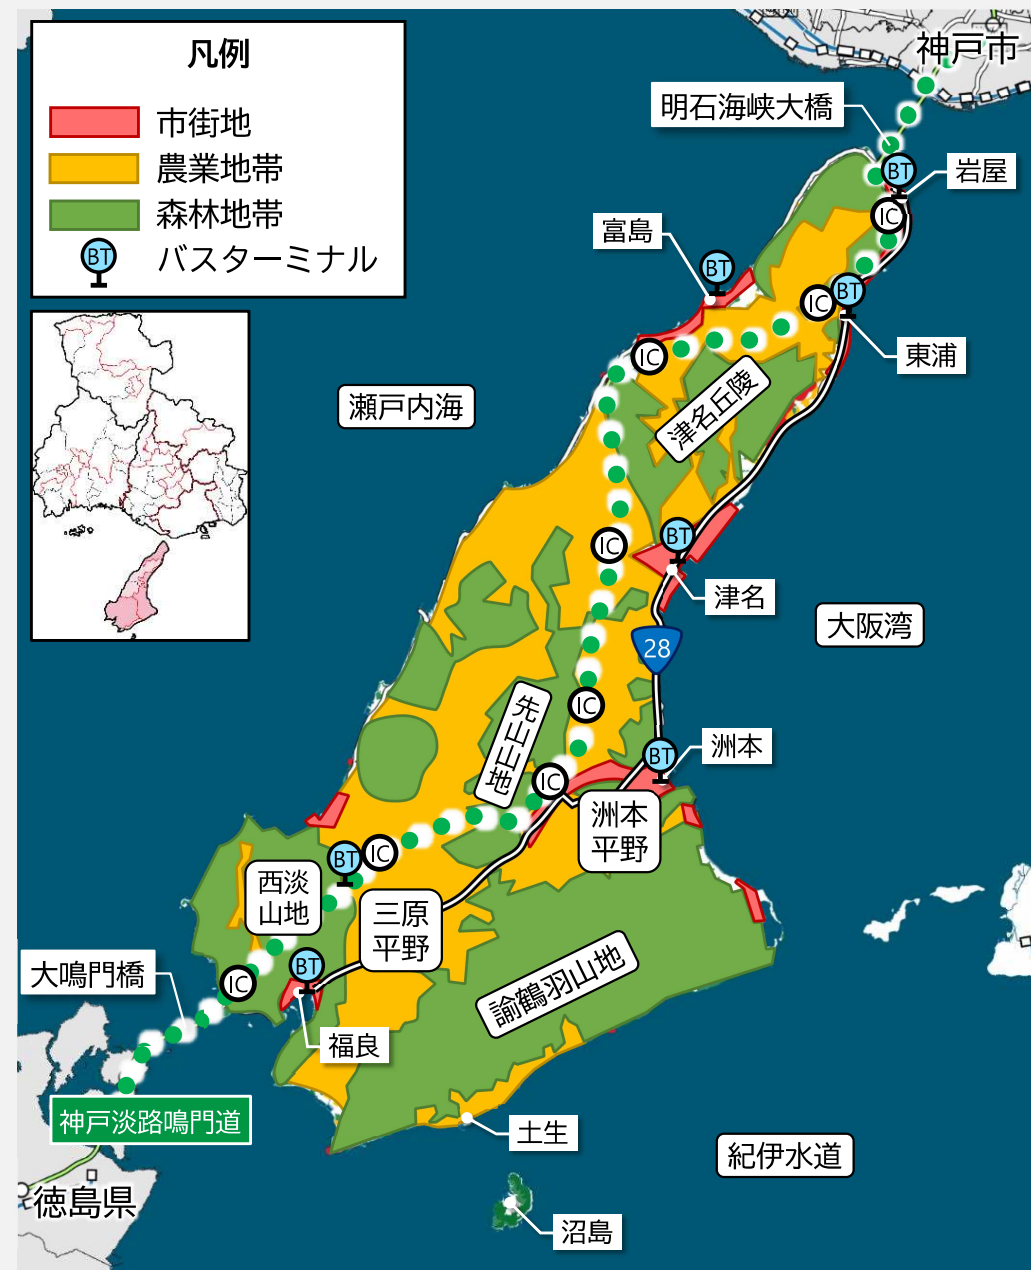 凡例
市街地
農業地帯
森林地帯
BT
バスターミナル
神戸市
明石海峡大橋
BT
岩屋
IC
富島
BT
BT
IC
東浦
IC
瀬戸内海
津名丘陵
BT
IC
津名
大阪湾
28
IC
先山山地
BT
洲本
IC
洲本
平野
BT
IC
西淡
山地
三原
平野
BT
IC
大鳴門橋
諭鶴羽山地
福良
神戸淡路鳴門道
土生
紀伊水道
徳島県
沼島